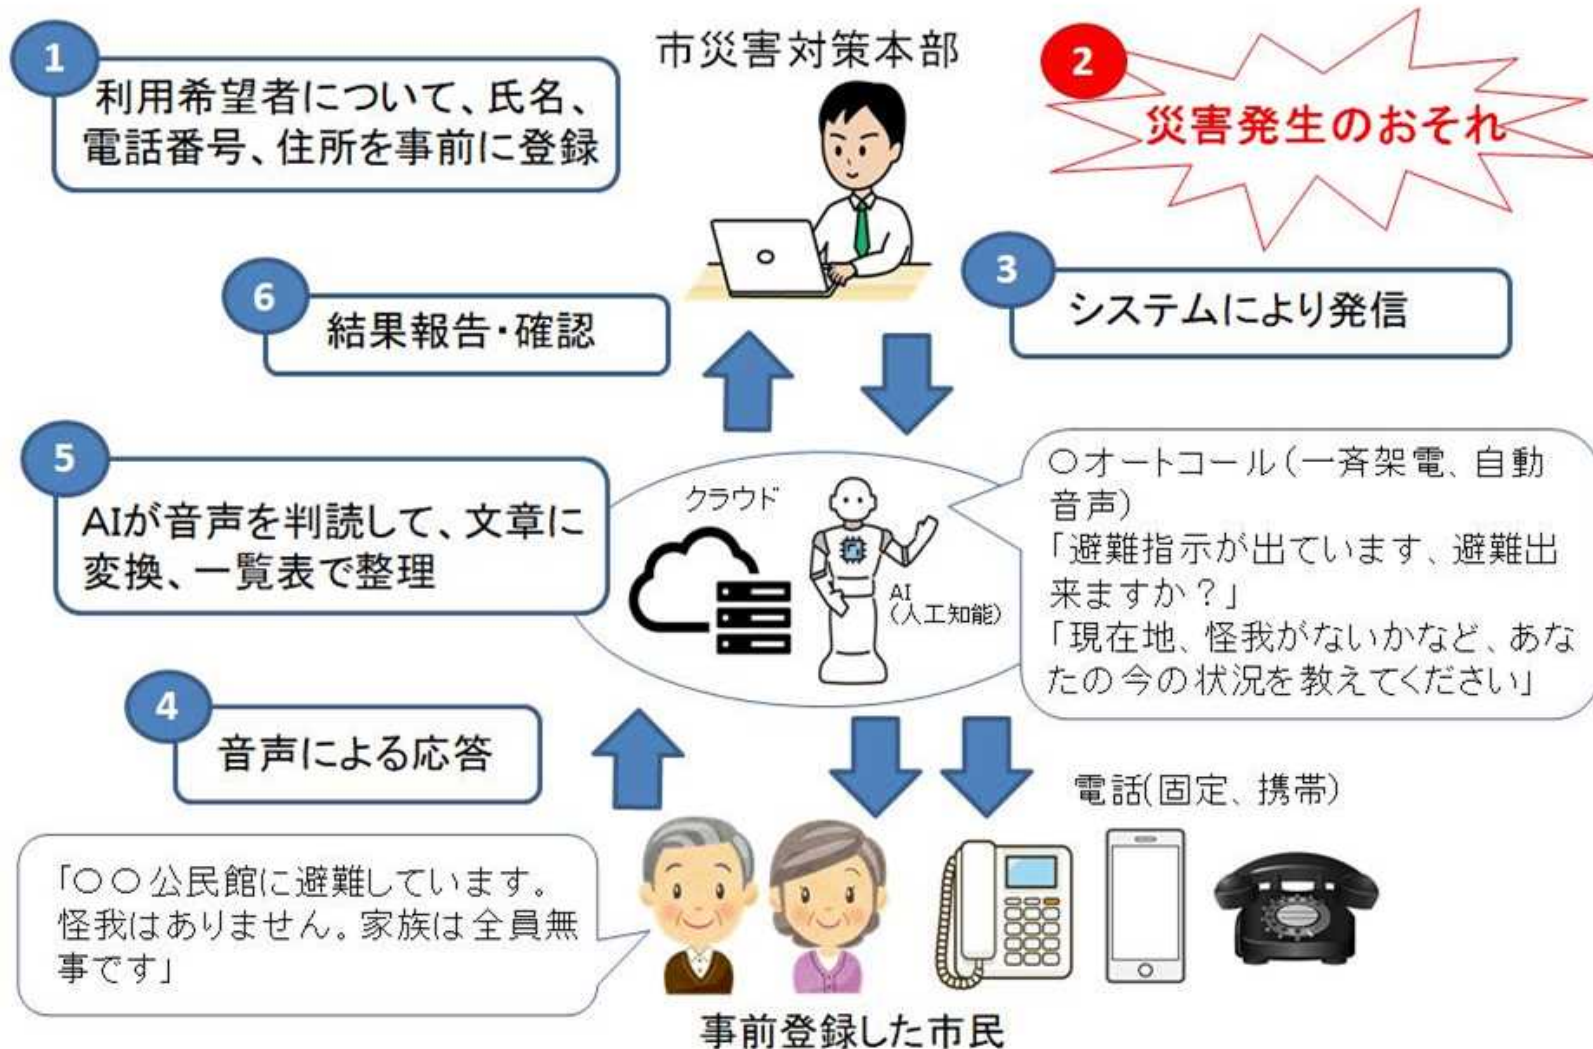 市災害対策本部
1
利用希望者について、氏名、
電話番号、住所を事前に登録
2
災害発生のおそれ
3
システムにより発信
6
結果報告・確認
5
AIが音声を判読して、文章に
変換、一覧表で整理
クラウド
AI
(人工知能)
〇オートコール(一斉架電、自動
音声)
「避難指示が出ています、避難出
来ますか?」
「現在地、怪我がないかなど、あな
たの今の状況を教えてください」
4
音声による応答
電話(固定、携帯)
「〇〇公民館に避難しています。
怪我はありません。家族は全員無
事です」
事前登録した市民